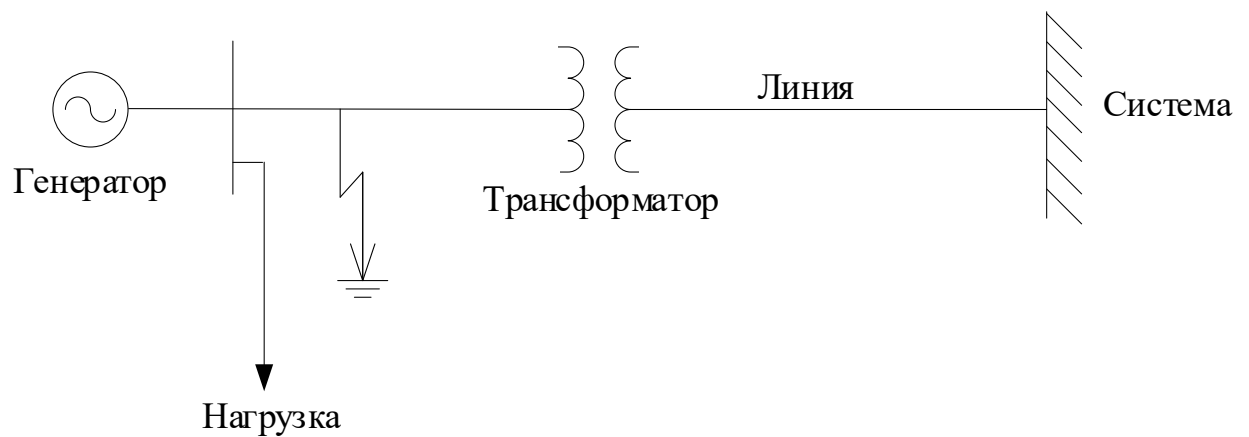 Линия
Система
Генератор
Трансформатор
Нагрузка